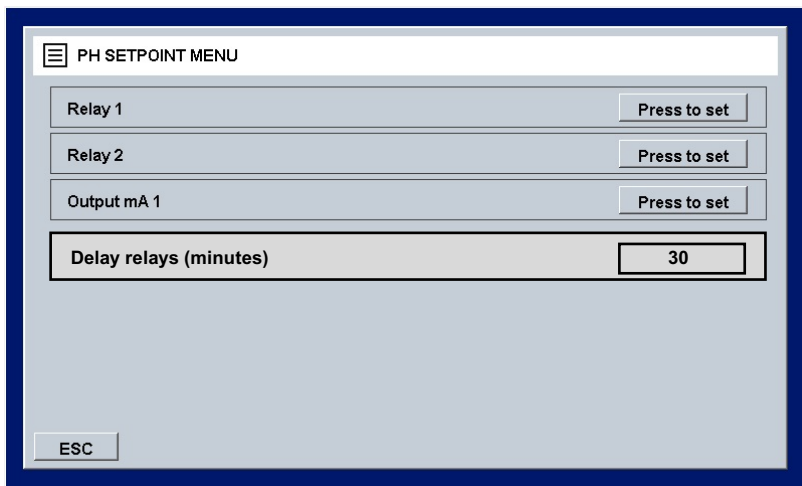 PH SETPOINT MENU
Relay 1 Press to set
Relay 2 Press to set
Output mA 1 Press to set
Delay relays (minutes) 30
ESC